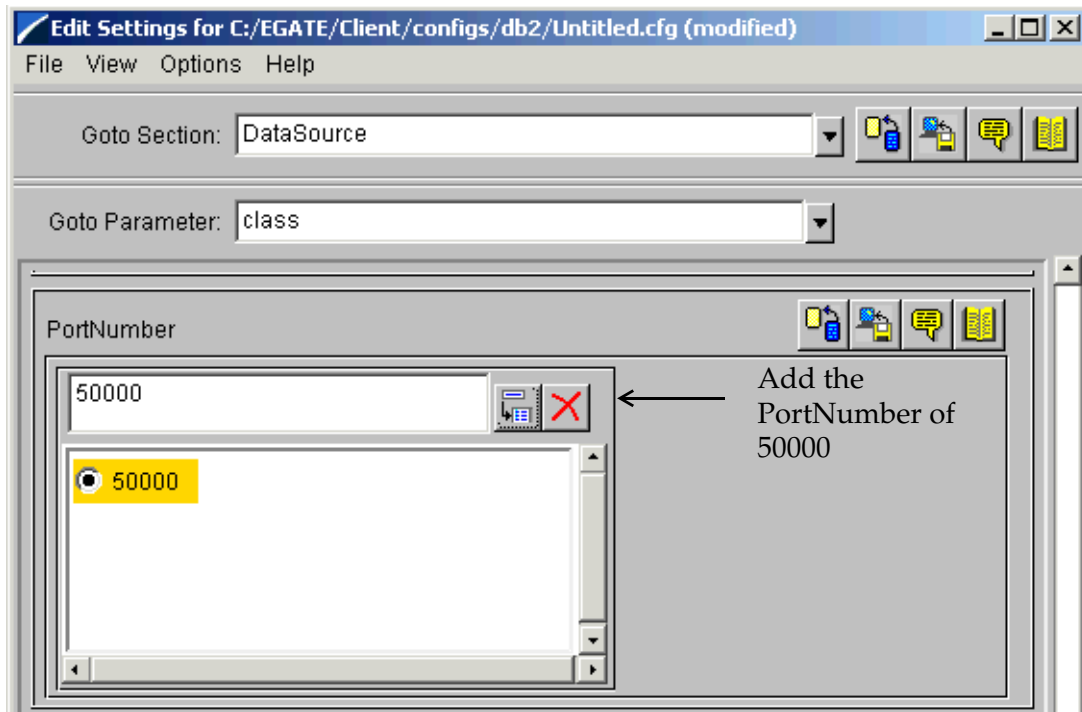 Edit Settings for C:/EGATE/Client/configs/db2/Untitled.cfg (modified)
File View Options Help
Goto Section: DataSource
Goto Parameter: class
PortNumber
50000
50000
Add the
PortNumber of
50000